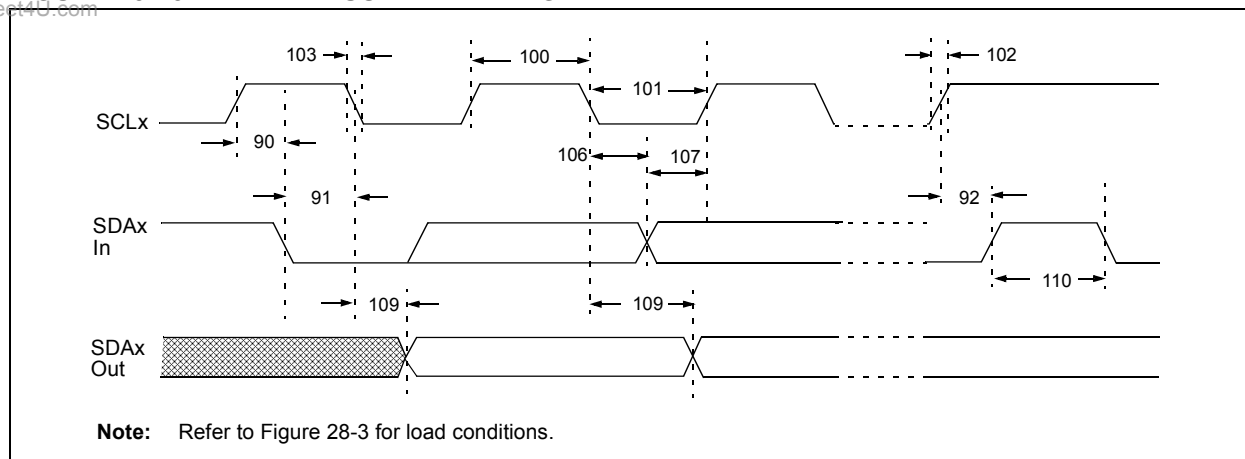 ect4U.com
103
100
102
101
SCLx
90
106
107
91
92
SDAx
In
110
109
109
SDAx
Out
Note: Refer to Figure 28-3 for load conditions.